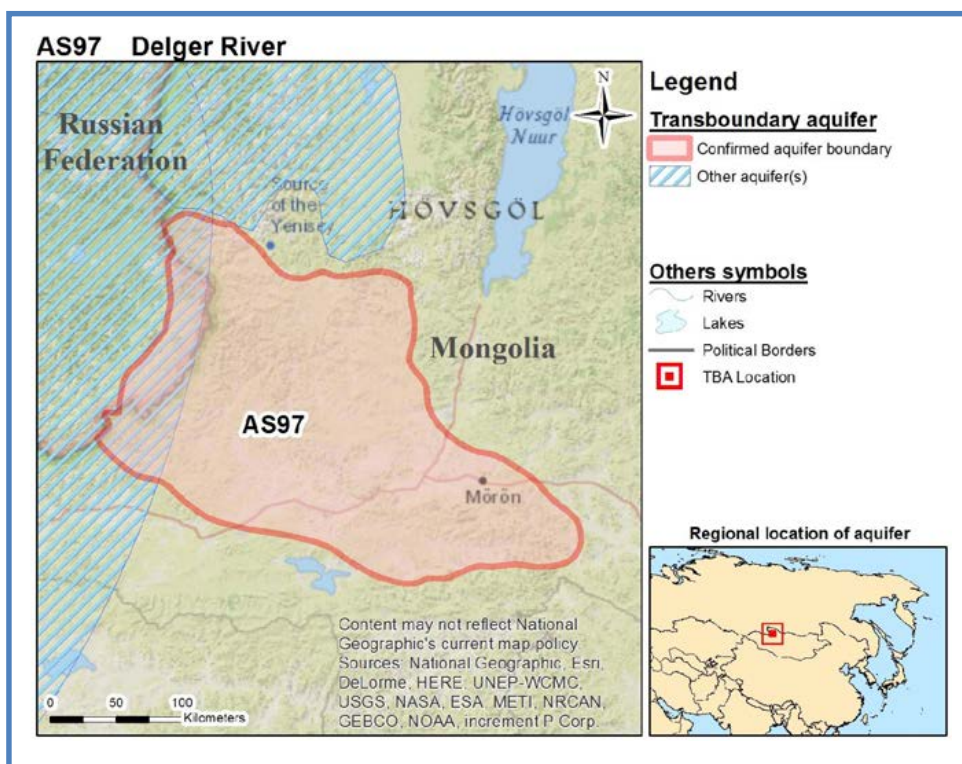 AS97 Delger River
Russian
Federation
Hövsgöl
Nuur
N
Source
of the
Yenisey
HÖVSGÖL
Mongolia
AS97
Mörön
Content may not reflect National
Geographic's current map policy
Sources: National Geographic, Esri,
DeLorme, HERE, UNEP-WCMC,
USGS, NASA, ESA, METI, NRCAN,
GEBCO, NOAA, increment P Corp.
0 50 100
Kilometers
Legend
Transboundary aquifer
Confirmed aquifer boundary
Other aquifer(s)
Others symbols
Rivers
Lakes
Political Borders
TBA Location
Regional location of aquifer